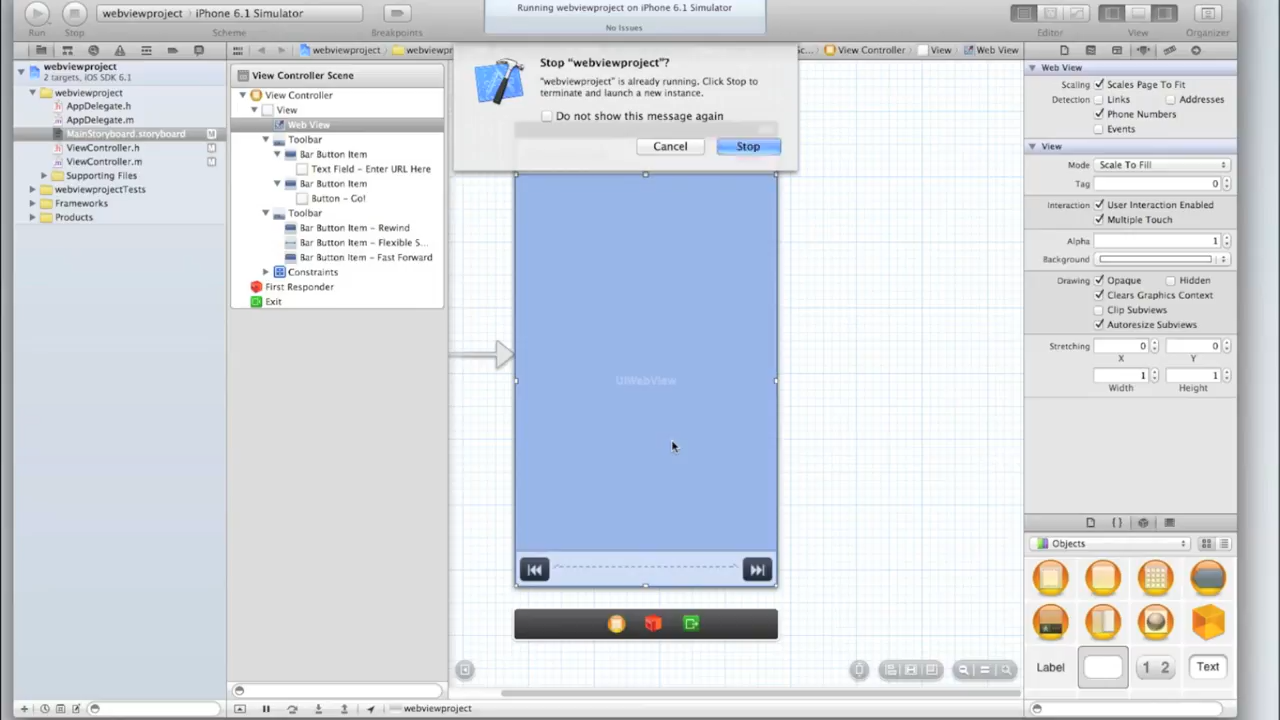 webviewproject
iPhone 6.1 Simulator
Running webviewproject on iPhone 6.1 Simulator
No Issues
Run
Stop
Scheme
Breakpoints
Editor
View
Organizer
webviewproject
webviewpr
View Controller
View
Web View
webviewproject
2 targets, iOS SDK 6.1
webviewproject
AppDelegate.h
AppDelegate.m
MainStoryboard.storyboard
M
ViewController.h
M
ViewController.m
M
Supporting Files
webviewprojectTests
Frameworks
Products
View Controller Scene
View Controller
View
Web View
Toolbar
Bar Button Item
Text Field – Enter URL Here
Bar Button Item
Button – Go!
Toolbar
Bar Button Item – Rewind
Bar Button Item – Flexible S...
Bar Button Item – Fast Forward
Constraints
First Responder
Exit
Stop “webviewproject”?
“webviewproject” is already running. Click Stop to
terminate and launch a new instance.
Do not show this message again
Cancel
Stop
UIWebView
Web View
Scaling
Scales Page To Fit
Detection
Links
Addresses
Phone Numbers
Events
View
Mode
Scale To Fill
Tag
0
Interaction
User Interaction Enabled
Multiple Touch
Alpha
1
Background
Drawing
Opaque
Hidden
Clears Graphics Context
Clip Subviews
Autoresize Subviews
Stretching
0
0
X
Y
1
1
Width
Height
Objects
Label
1 2
Text
webviewproject